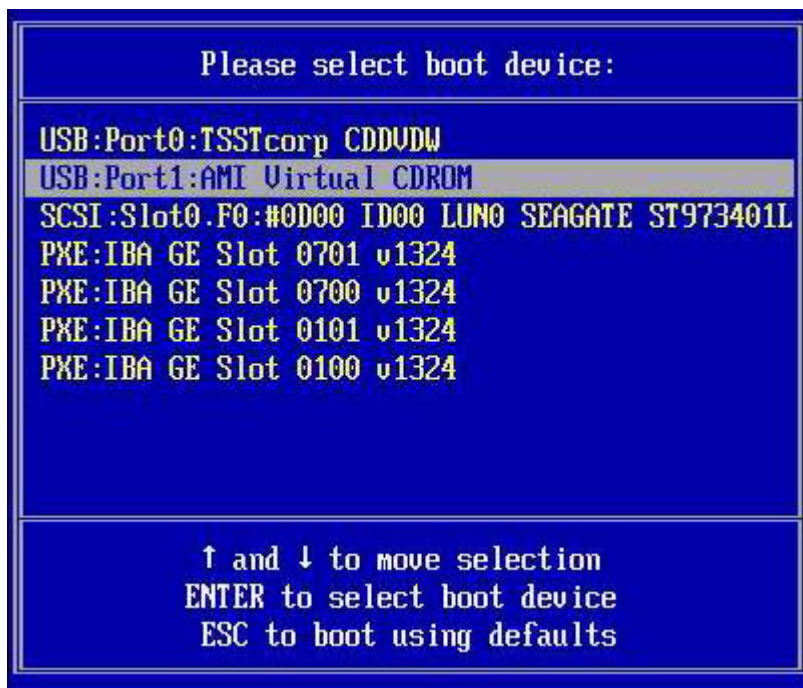 Please select boot device:
USB:Port0:TSSTcorp CDDVDW
USB:Port1:AMI Virtual CDROM
SCSI:Slot0.F0:#0D00 ID00 LUN0 SEAGATE ST973401L
PXE:IBA GE Slot 0701 v1324
PXE:IBA GE Slot 0700 v1324
PXE:IBA GE Slot 0101 v1324
PXE:IBA GE Slot 0100 v1324
↑ and ↓ to move selection
ENTER to select boot device
ESC to boot using defaults